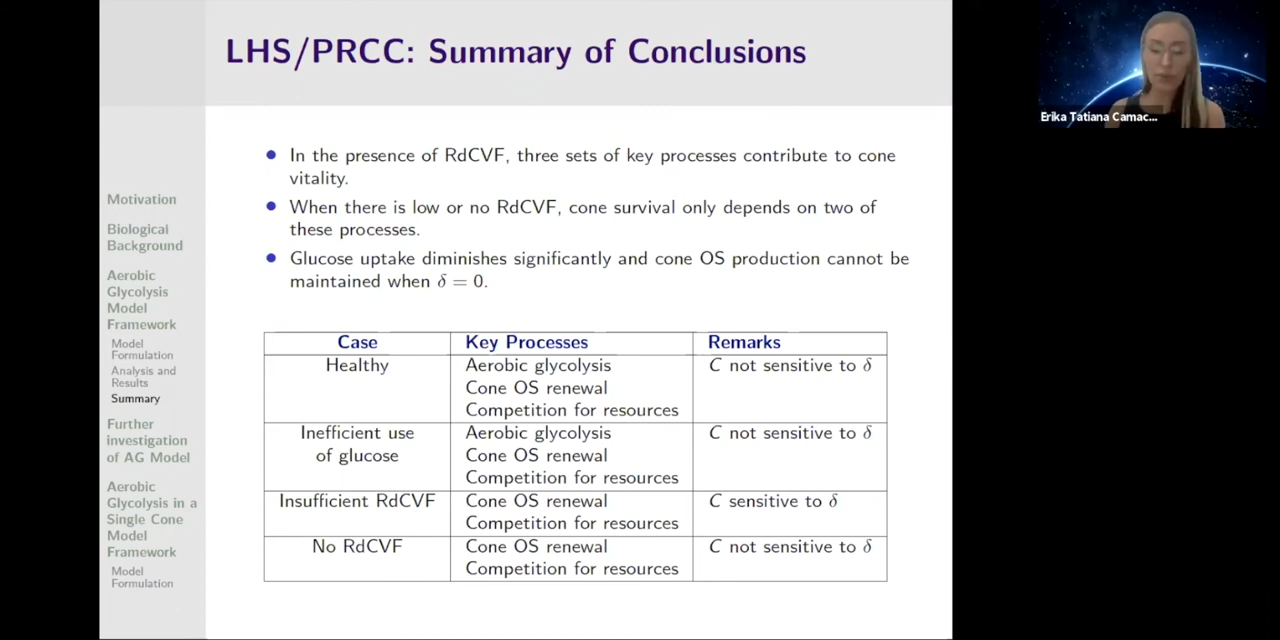 LHS/PRCC: Summary of Conclusions
Erika Tatiana Camac...
Motivation
Biological
Background
Aerobic
Glycolysis
Model
Framework
Model
Formulation
Analysis and
Results
Summary
Further
investigation
of AG Model
Aerobic
Glycolysis in a
Single Cone
Model
Framework
Model
Formulation
• In the presence of RdCVF, three sets of key processes contribute to cone
vitality.
• When there is low or no RdCVF, cone survival only depends on two of
these processes.
• Glucose uptake diminishes significantly and cone OS production cannot be
maintained when δ = 0.
Case Key Processes Remarks
Healthy Aerobic glycolysis C not sensitive to δ
Cone OS renewal
Competition for resources
Inefficient use Aerobic glycolysis C not sensitive to δ
of glucose Cone OS renewal
Competition for resources
Insufficient RdCVF Cone OS renewal C sensitive to δ
Competition for resources
No RdCVF Cone OS renewal C not sensitive to δ
Competition for resources